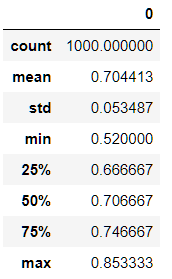 0
count 1000.000000
mean 0.704413
std 0.053487
min 0.520000
25% 0.666667
50% 0.706667
75% 0.746667
max 0.853333